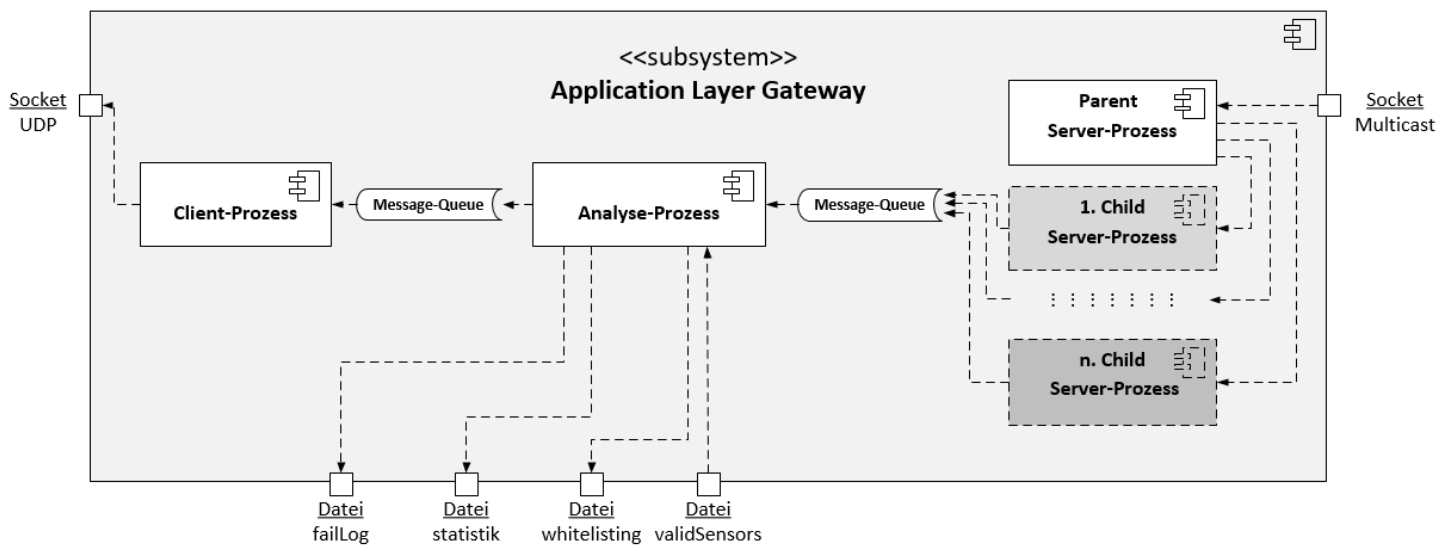 <<subsystem>>
Application Layer Gateway
Socket
UDP
Parent
Server-Prozess
Socket
Multicast
Client-Prozess
Message-Queue
Analyse-Prozess
Message-Queue
1. Child
Server-Prozess
n. Child
Server-Prozess
Datei
failLog
Datei
statistik
Datei
whitelisting
Datei
validSensors